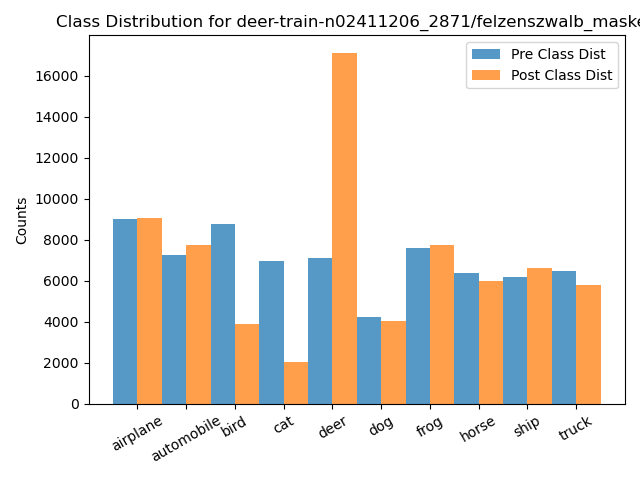 Class Distribution for deer-train-n02411206_2871/felzenszwalb_maske
Pre Class Dist
Post Class Dist
Counts
16000
14000
12000
10000
8000
6000
4000
2000
0
airplane
automobile
bird
cat
deer
dog
frog
horse
ship
truck